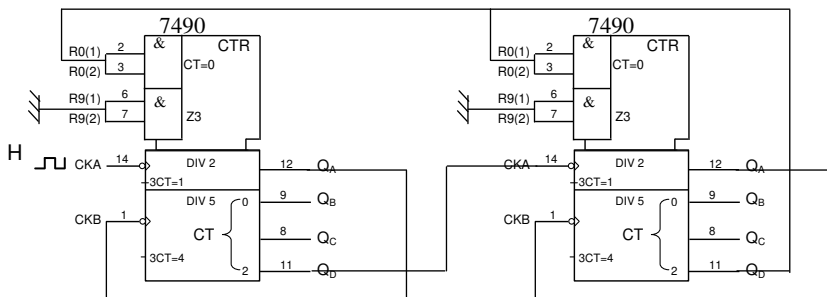 7490 7490
R0(1) 2 & CTR R0(1) 2 & CTR
R0(2) 3 CT=0 R0(2) 3 CT=0
R9(1) 6 & R9(1) 6 &
R9(2) 7 Z3 R9(2) 7 Z3
H CKA 14 DIV 2 12 QA CKA 14 DIV 2 12 QA
3CT=1 3CT=1
CKB 1 DIV 5 0 9 QB CKB 1 DIV 5 0 9 QB
CT 8 QC CT 8 QC
3CT=4 2 11 QD 3CT=4 2 11 QD